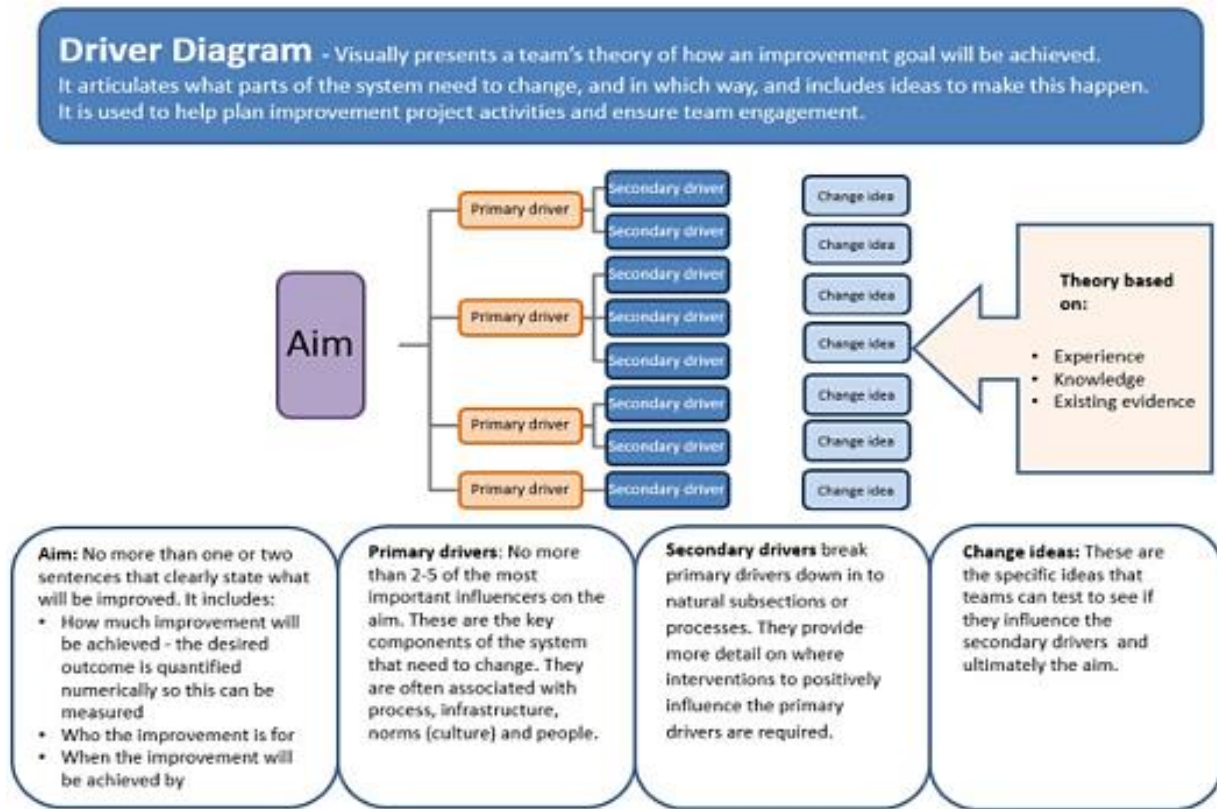 Driver Diagram - Visually presents a team's theory of how an improvement goal will be achieved.
It articulates what parts of the system need to change, and in which way, and includes ideas to make this happen.
It is used to help plan improvement project activities and ensure team engagement.
Aim
Primary driver
Primary driver
Primary driver
Primary driver
Secondary driver
Secondary driver
Secondary driver
Secondary driver
Secondary driver
Secondary driver
Secondary driver
Secondary driver
Change idea
Change idea
Change idea
Change idea
Change idea
Change idea
Change idea
Theory based
on:
• Experience
• Knowledge
• Existing evidence
Aim: No more than one or two
sentences that clearly state what
will be improved. It includes:
• How much improvement will
be achieved - the desired
outcome is quantified
numerically so this can be
measured
• Who the improvement is for
• When the improvement will
be achieved by
Primary drivers: No more
than 2-5 of the most
important influencers on the
aim. These are the key
components of the system
that need to change. They
are often associated with
process, infrastructure,
norms (culture) and people.
Secondary drivers break
primary drivers down in to
natural subsections or
processes. They provide
more detail on where
interventions to positively
influence the primary
drivers are required.
Change ideas: These are
the specific ideas that
teams can test to see if
they influence the
secondary drivers and
ultimately the aim.